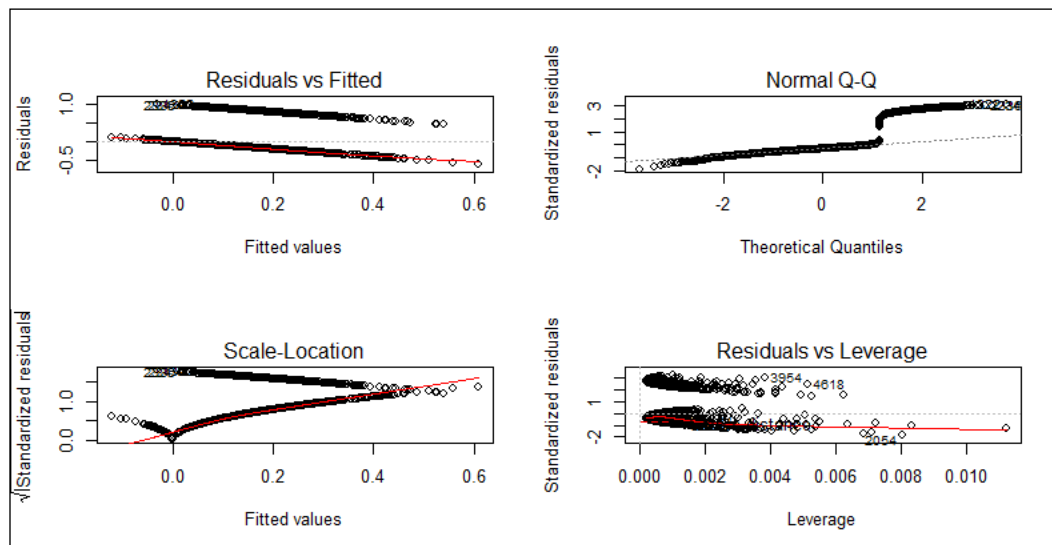 Residuals vs Fitted
Residuals
1.0
-0.5
0.0
0.2
0.4
0.6
Fitted values
Normal Q-Q
Standardized residuals
3
1
-2
-2
0
2
Theoretical Quantiles
Scale-Location
√|Standardized residuals|
1.0
0.0
0.0
0.2
0.4
0.6
Fitted values
Residuals vs Leverage
Standardized residuals
1
-2
3954
4618
2054
0.000
0.002
0.004
0.006
0.008
0.010
Leverage